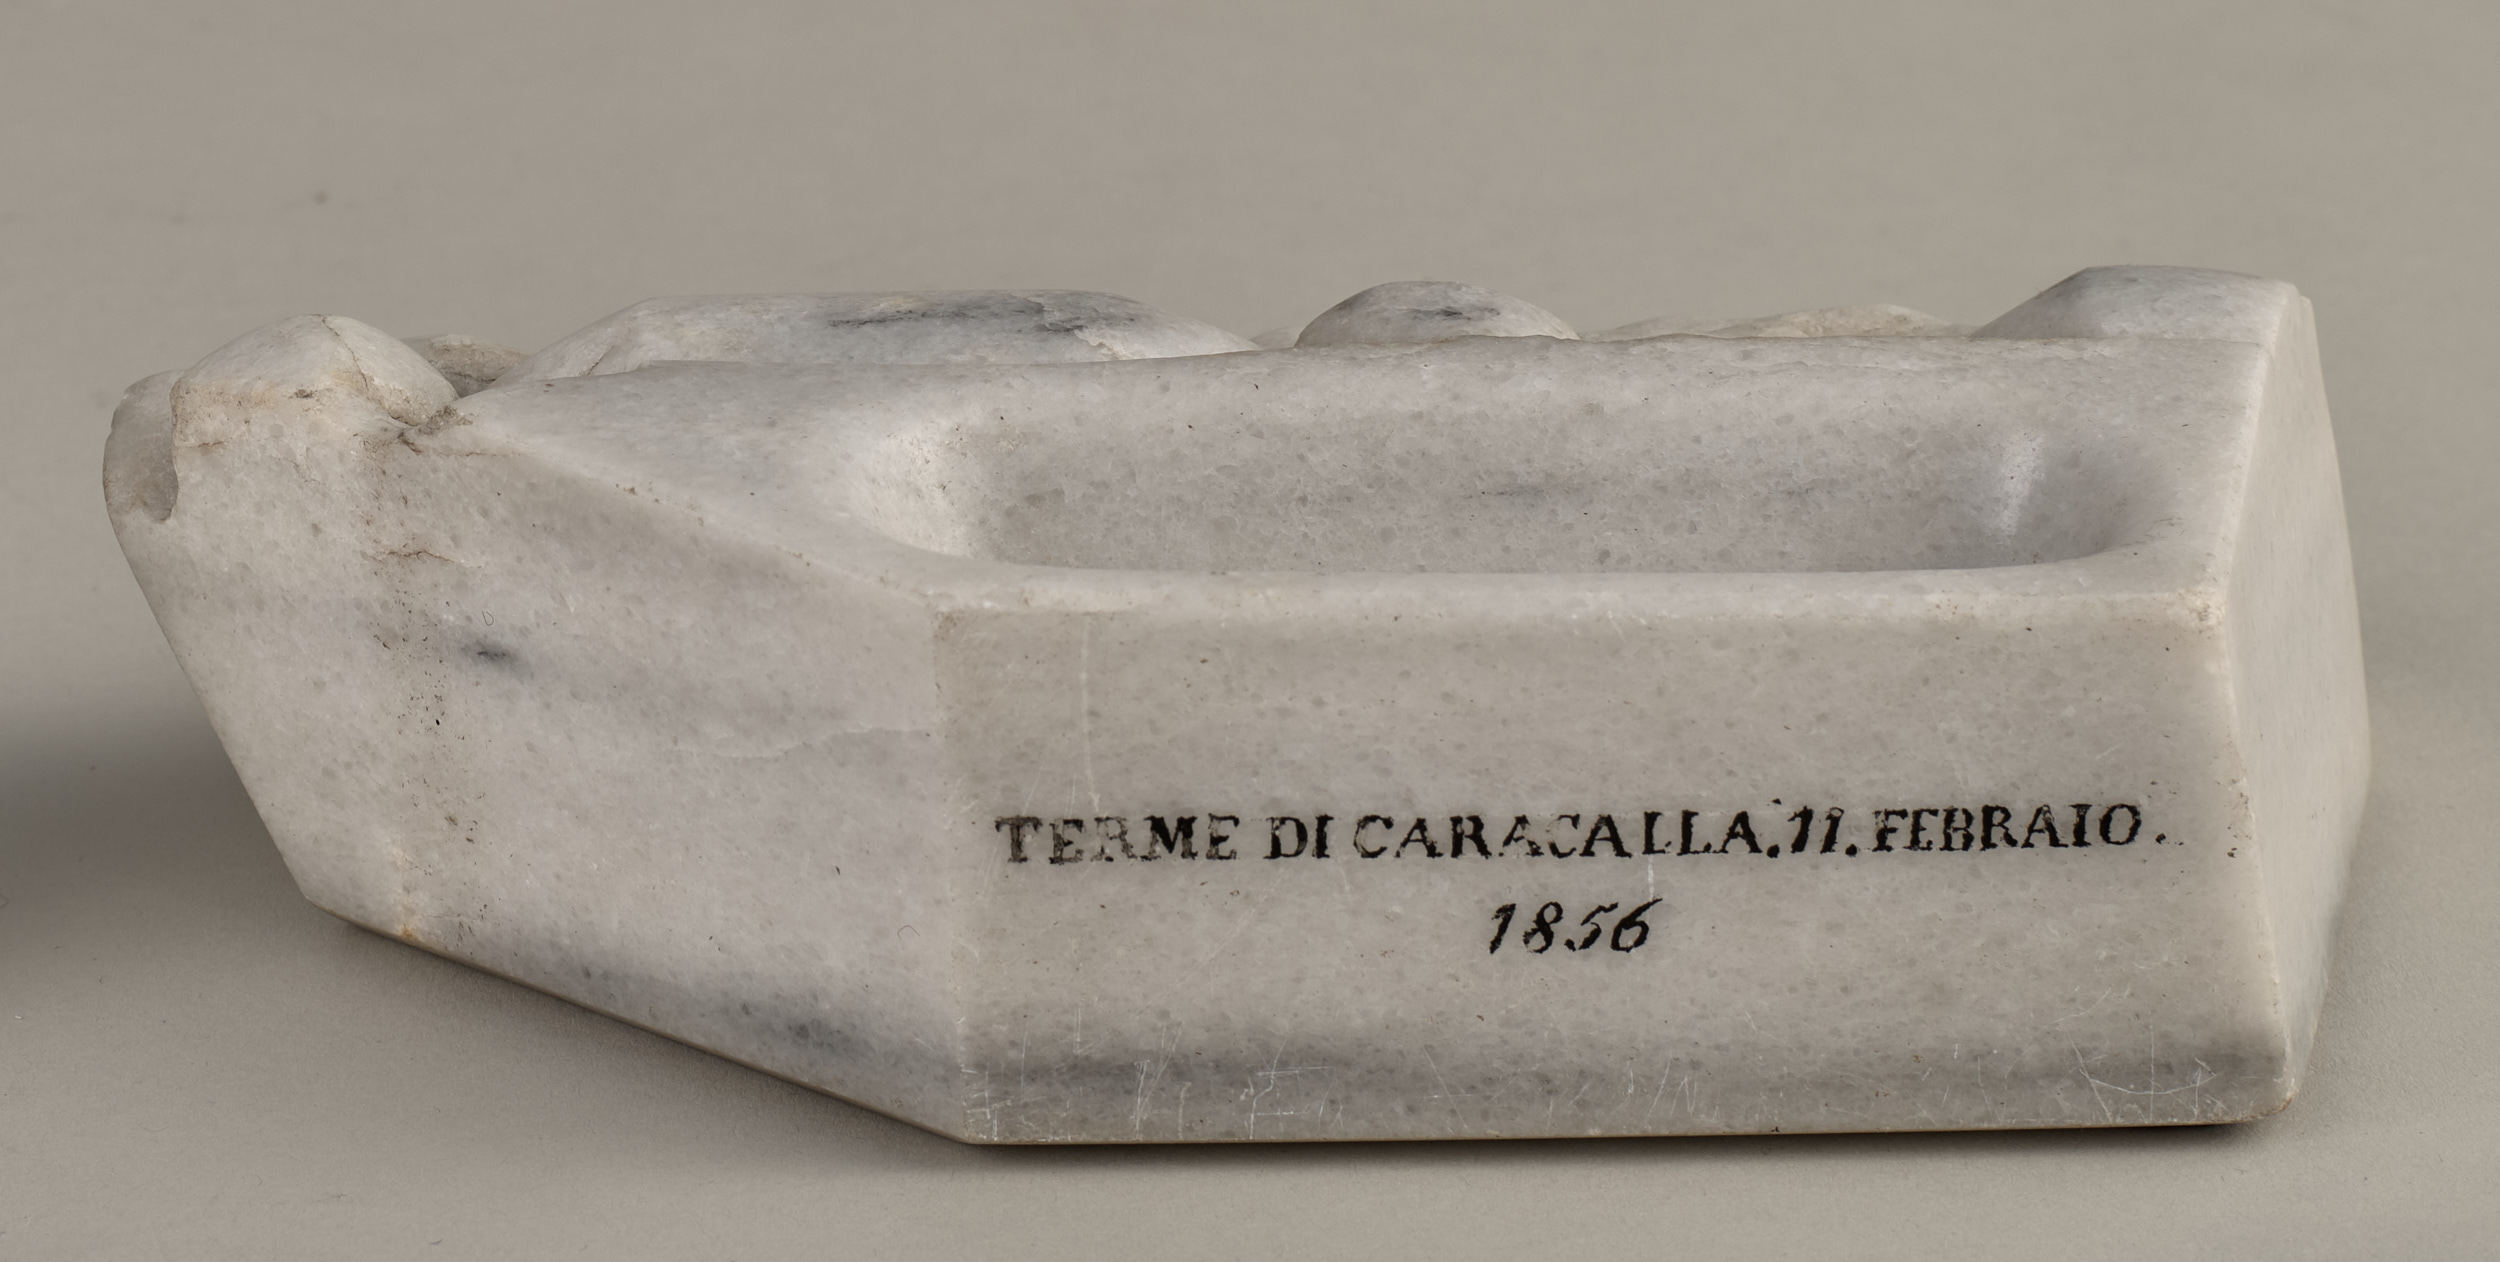 TERME DI CARACALLA. 11. FEBRAIO.
1856